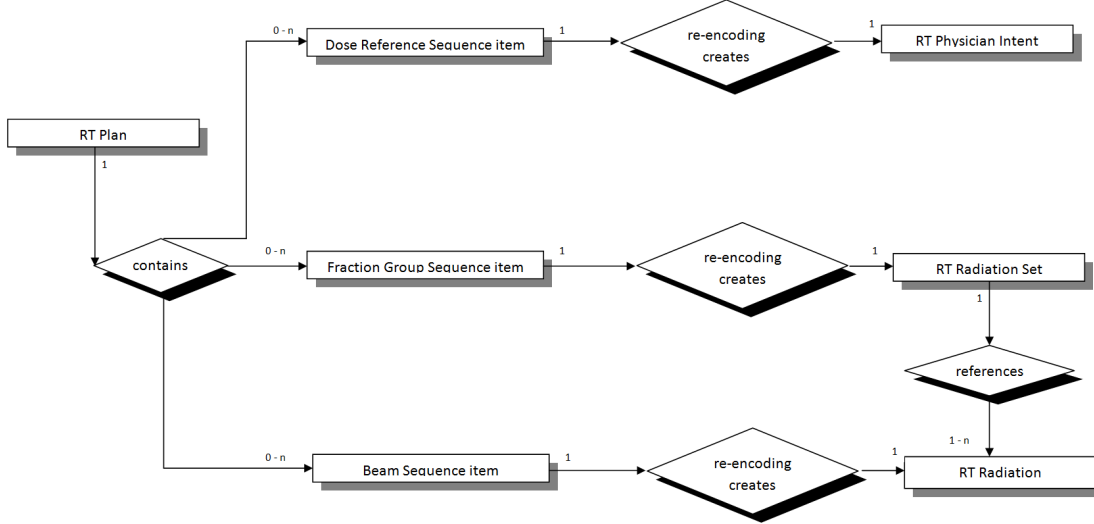 0 - n
Dose Reference Sequence item
1
re-encoding
creates
1
RT Physician Intent
RT Plan
1
contains
0 - n
Fraction Group Sequence item
1
re-encoding
creates
1
RT Radiation Set
1
references
1 - n
0 - n
Beam Sequence item
1
re-encoding
creates
1
RT Radiation